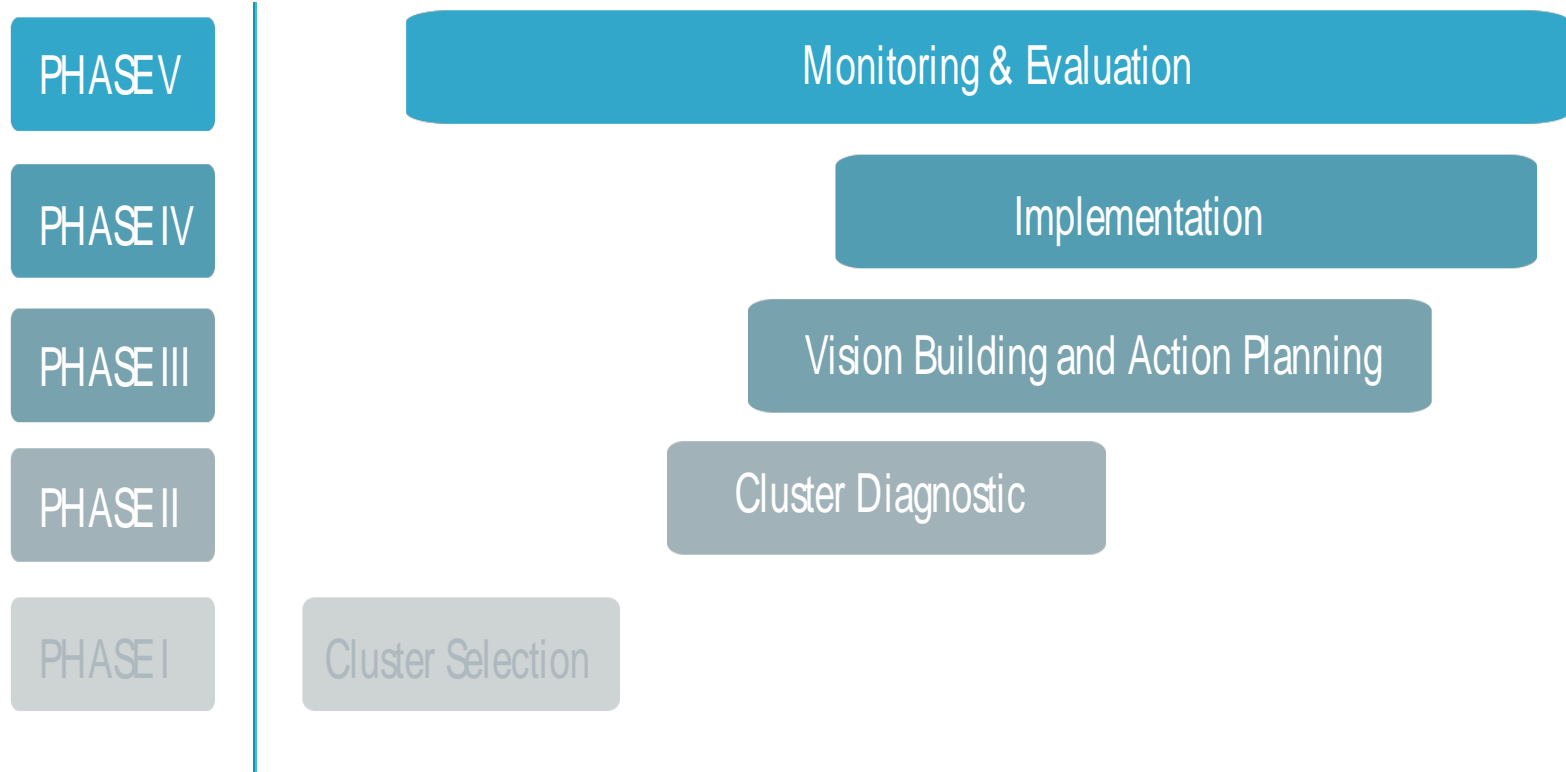 PHASE V
Monitoring & Evaluation
PHASE IV
Implementation
PHASE III
Vision Building and Action Planning
PHASE II
Cluster Diagnostic
PHASE I
Cluster Selection